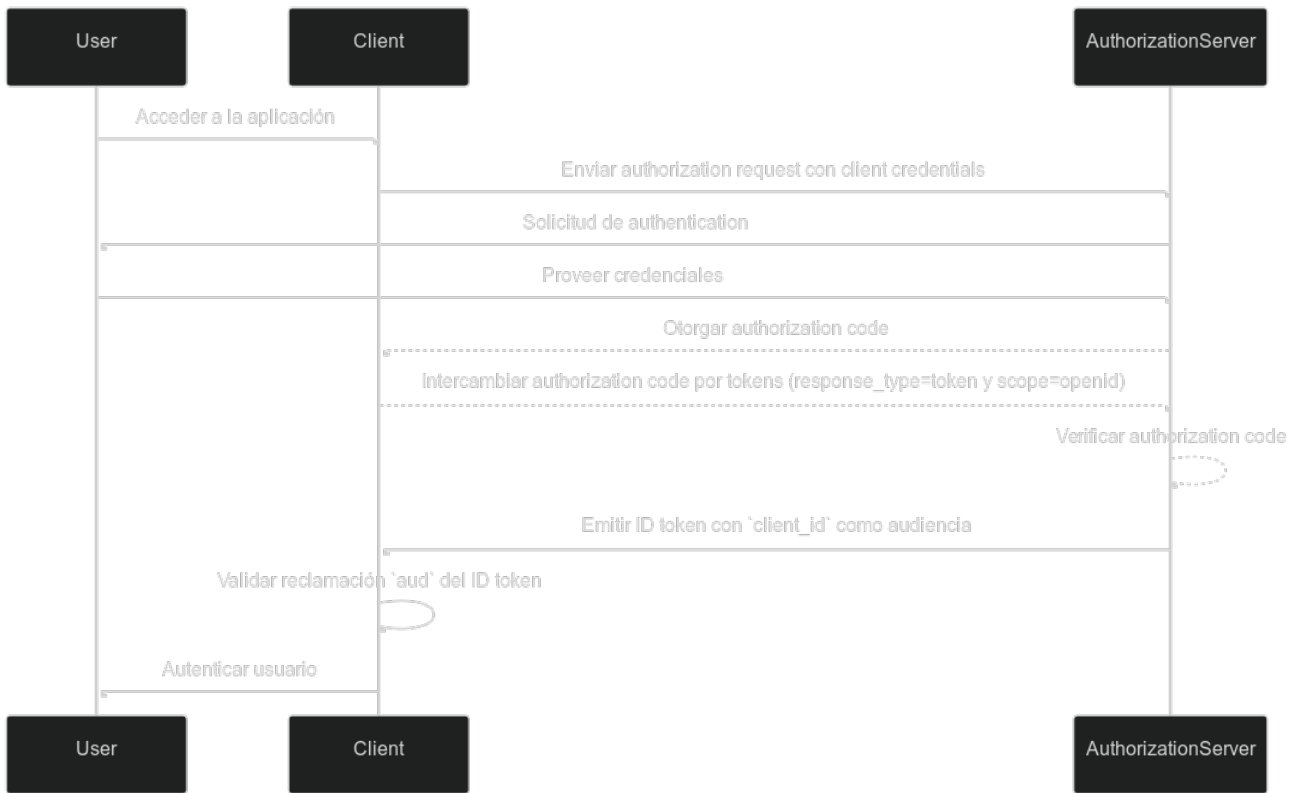 User
Client
AuthorizationServer
Acceder a la aplicación
Enviar authorization request con client credentials
Solicitud de authentication
Proveer credenciales
Otorgar authorization code
Intercambiar authorization code por tokens (response_type=token y scope=openid)
Verificar authorization code
Emitir ID token con `client_id` como audiencia
Validar reclamación `aud` del ID token
Autenticar usuario
User
Client
AuthorizationServer